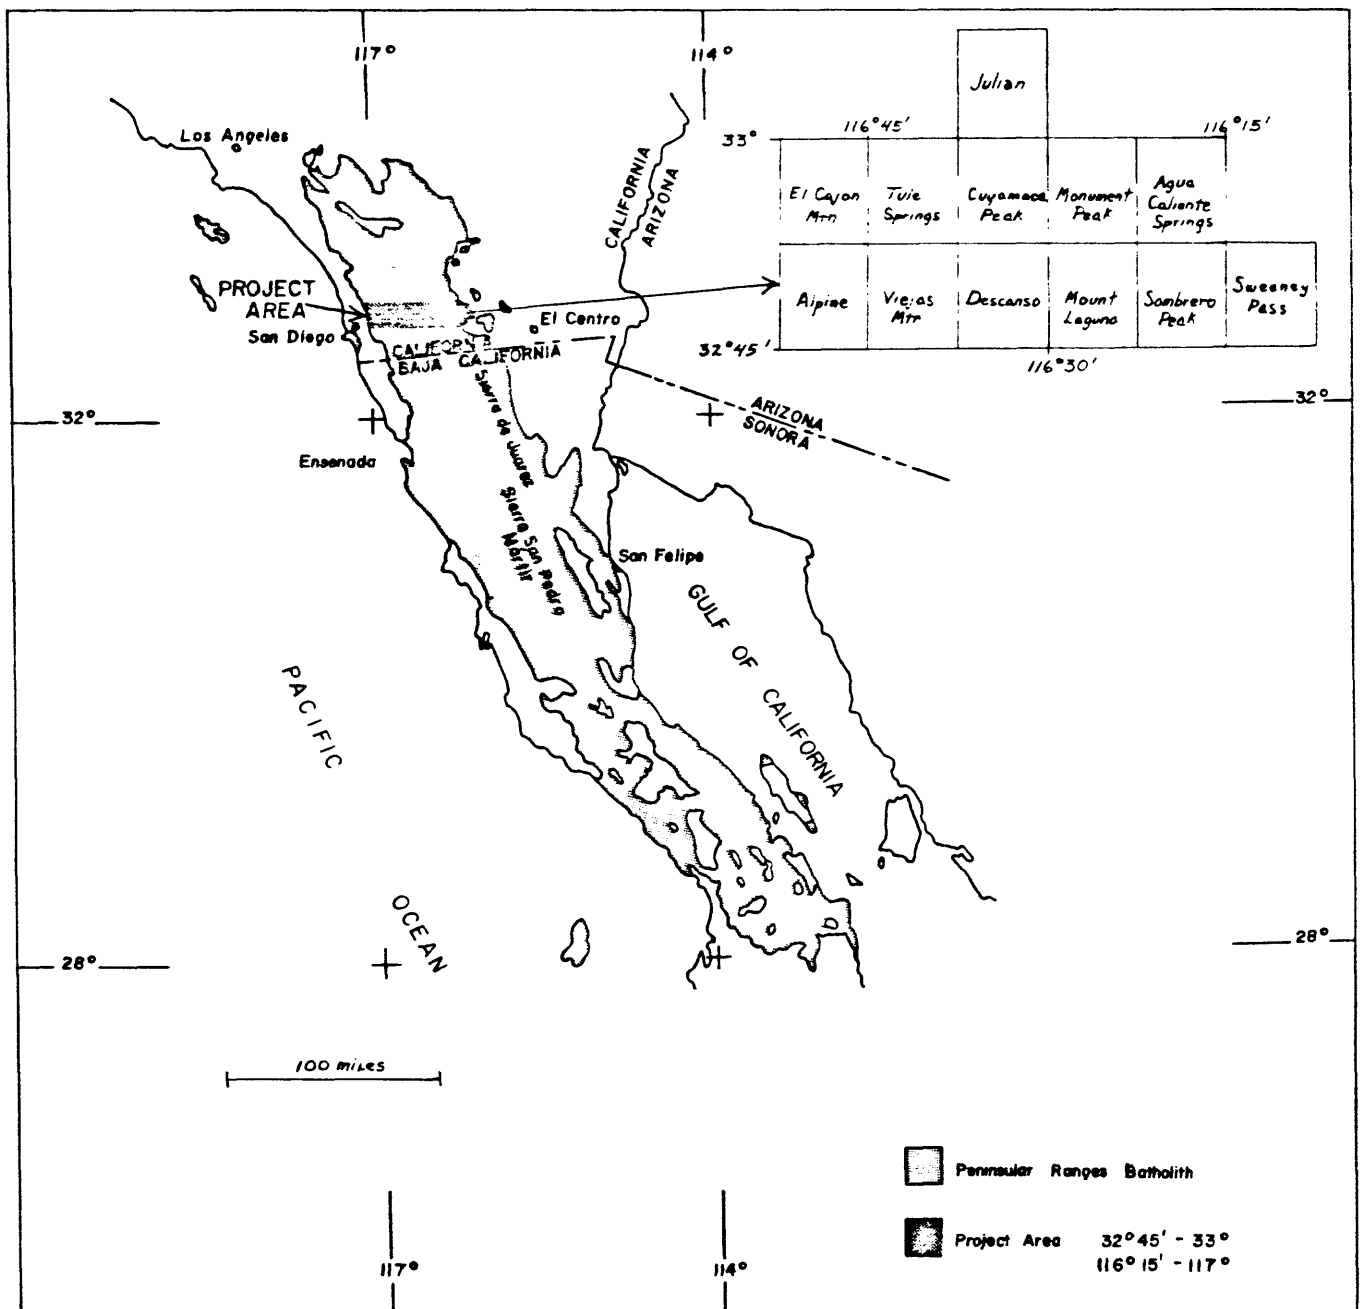 117°
114°
Los Angeles
CALIFORNIA
ARIZONA
Julian
116°45'
116°15'
33°
El Cajon
Mtn
Tule
Springs
Cuyamaca
Peak
Monument
Peak
Agua
Caliente
Springs
Alpine
Viejas
Mtn
Descanso
Mount
Laguna
Sombrero
Peak
Sweeney
Pass
32°45'
116°30'
PROJECT
AREA
San Diego
El Centro
BAJA CALIFORNIA
32°
32°
ARIZONA
SONORA
Ensenada
Sierra de Juarez
Sierra San Pedro
Martir
San Felipe
GULF OF CALIFORNIA
PACIFIC
OCEAN
28°
28°
100 miles
Peninsular Ranges Batholith
Project Area 32°45' - 33°
116°15' - 117°
117°
114°